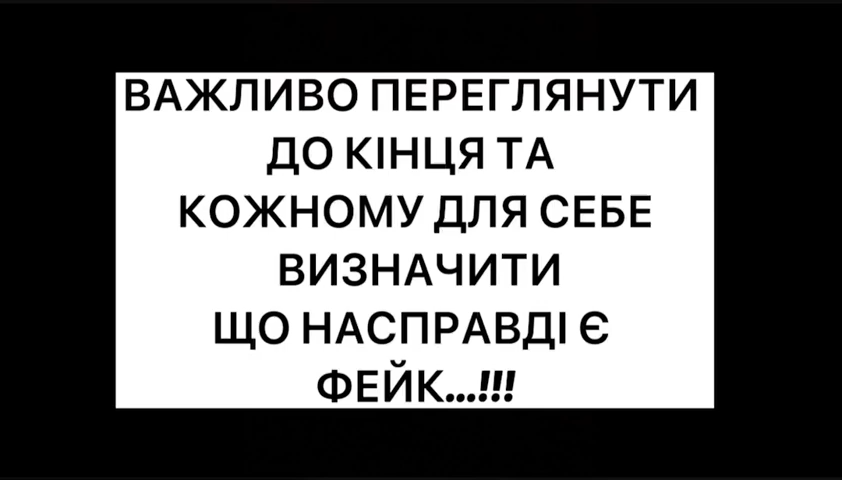 ВАЖЛИВО ПЕРЕГЛЯНУТИ
ДО КІНЦЯ ТА
КОЖНОМУ ДЛЯ СЕБЕ
ВИЗНАЧИТИ
ЩО НАСПРАВДІ Є
ФЕЙК...!!!